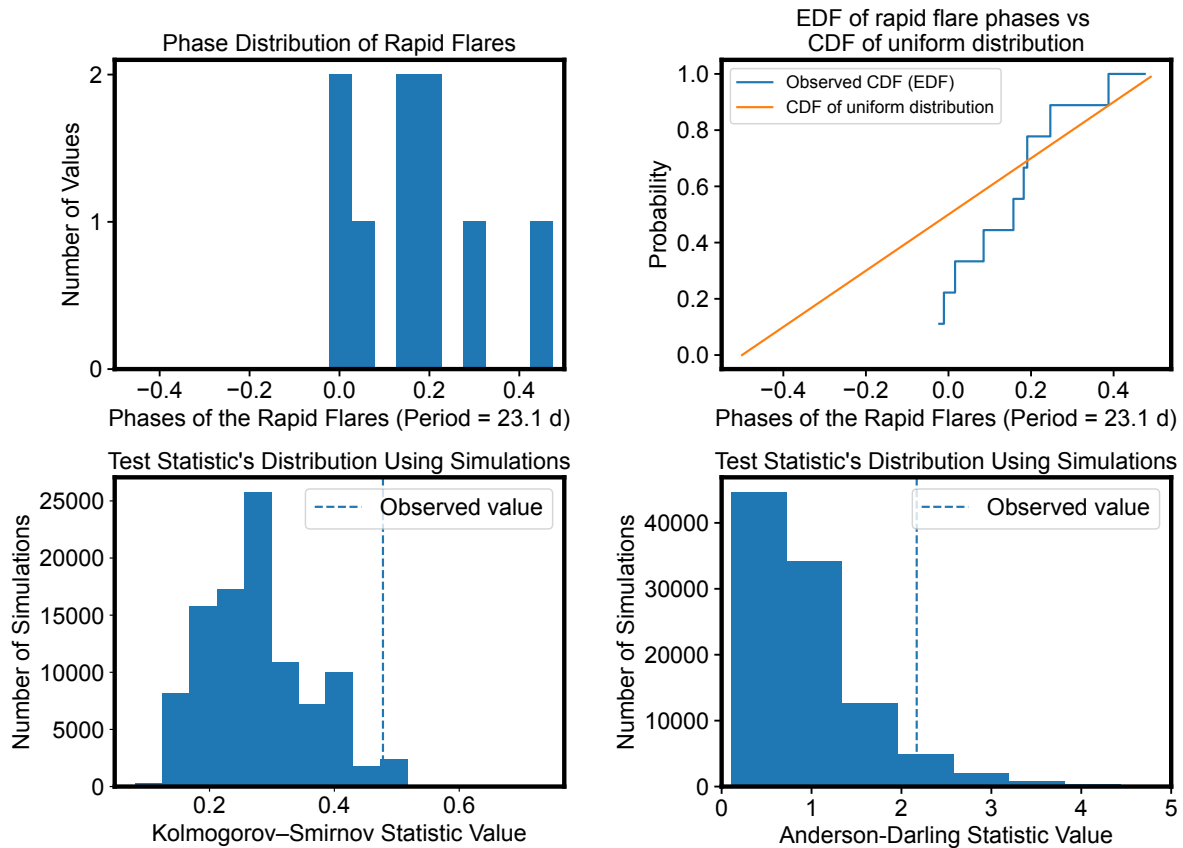 Phase Distribution of Rapid Flares
Number of Values
2
1
0
−0.4 −0.2 0.0 0.2 0.4
Phases of the Rapid Flares (Period = 23.1 d)
EDF of rapid flare phases vs
CDF of uniform distribution
Observed CDF (EDF)
CDF of uniform distribution
Probability
1.0
0.8
0.6
0.4
0.2
0.0
−0.4 −0.2 0.0 0.2 0.4
Phases of the Rapid Flares (Period = 23.1 d)
Test Statistic's Distribution Using Simulations
Observed value
Number of Simulations
25000
20000
15000
10000
5000
0
0.2 0.4 0.6
Kolmogorov–Smirnov Statistic Value
Test Statistic's Distribution Using Simulations
Observed value
Number of Simulations
40000
30000
20000
10000
0
0 1 2 3 4 5
Anderson-Darling Statistic Value